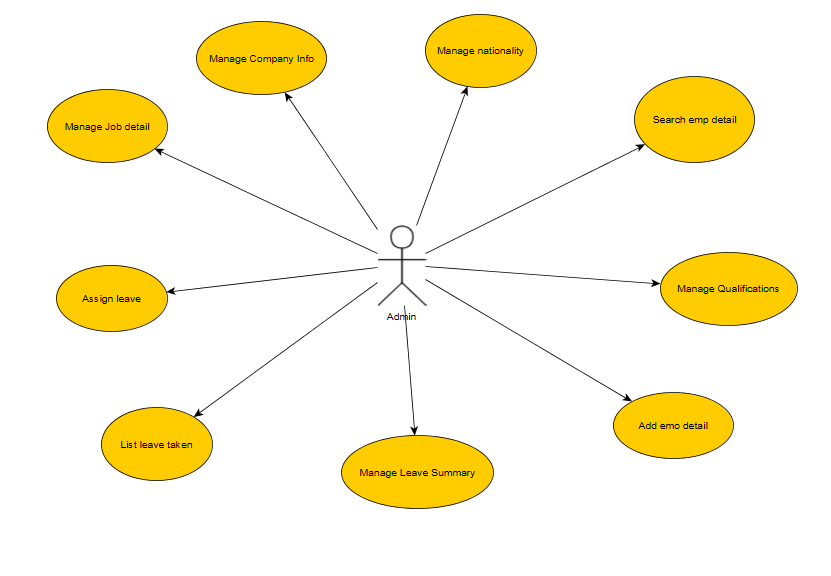 Manage nationality
Manage Company Info
Search emp detail
Manage Job detail
Manage Qualifications
Assign leave
Admin
Add emo detail
List leave taken
Manage Leave Summary